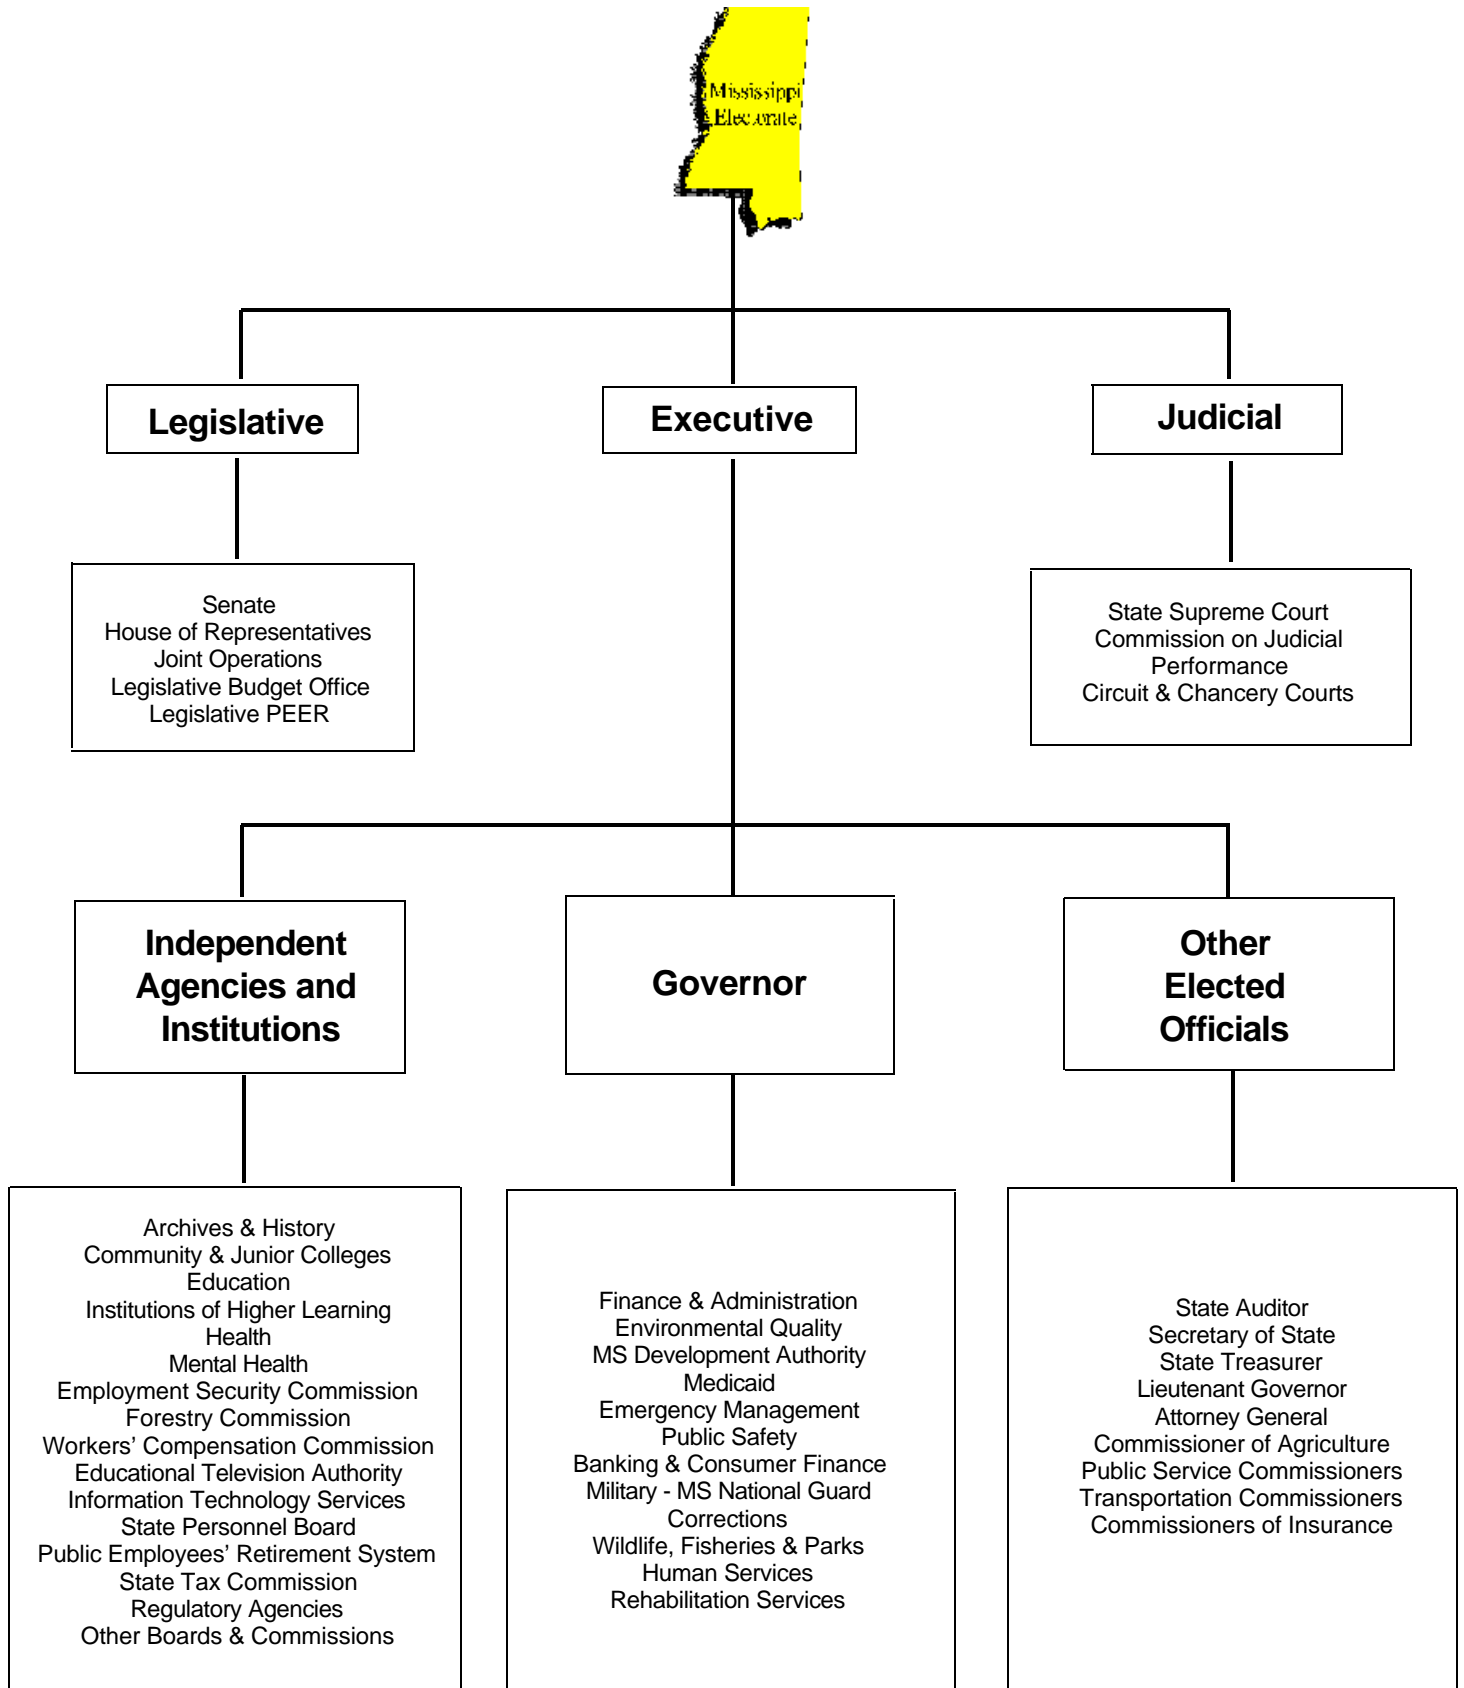 Mississippi
Electorate
Legislative
Executive
Judicial
Senate
House of Representatives
Joint Operations
Legislative Budget Office
Legislative PEER
State Supreme Court
Commission on Judicial
Performance
Circuit & Chancery Courts
Independent
Agencies and
Institutions
Governor
Other
Elected
Officials
Archives & History
Community & Junior Colleges
Education
Institutions of Higher Learning
Health
Mental Health
Employment Security Commission
Forestry Commission
Workers’ Compensation Commission
Educational Television Authority
Information Technology Services
State Personnel Board
Public Employees’ Retirement System
State Tax Commission
Regulatory Agencies
Other Boards & Commissions
Finance & Administration
Environmental Quality
MS Development Authority
Medicaid
Emergency Management
Public Safety
Banking & Consumer Finance
Military - MS National Guard
Corrections
Wildlife, Fisheries & Parks
Human Services
Rehabilitation Services
State Auditor
Secretary of State
State Treasurer
Lieutenant Governor
Attorney General
Commissioner of Agriculture
Public Service Commissioners
Transportation Commissioners
Commissioners of Insurance